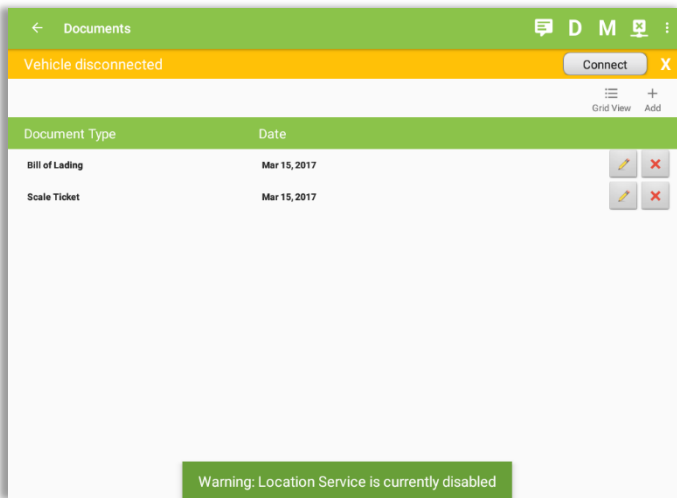 Documents
D M
Vehicle disconnected
Connect
X
Grid View
Add
Document Type
Date
Bill of Lading
Mar 15, 2017
Scale Ticket
Mar 15, 2017
Warning: Location Service is currently disabled